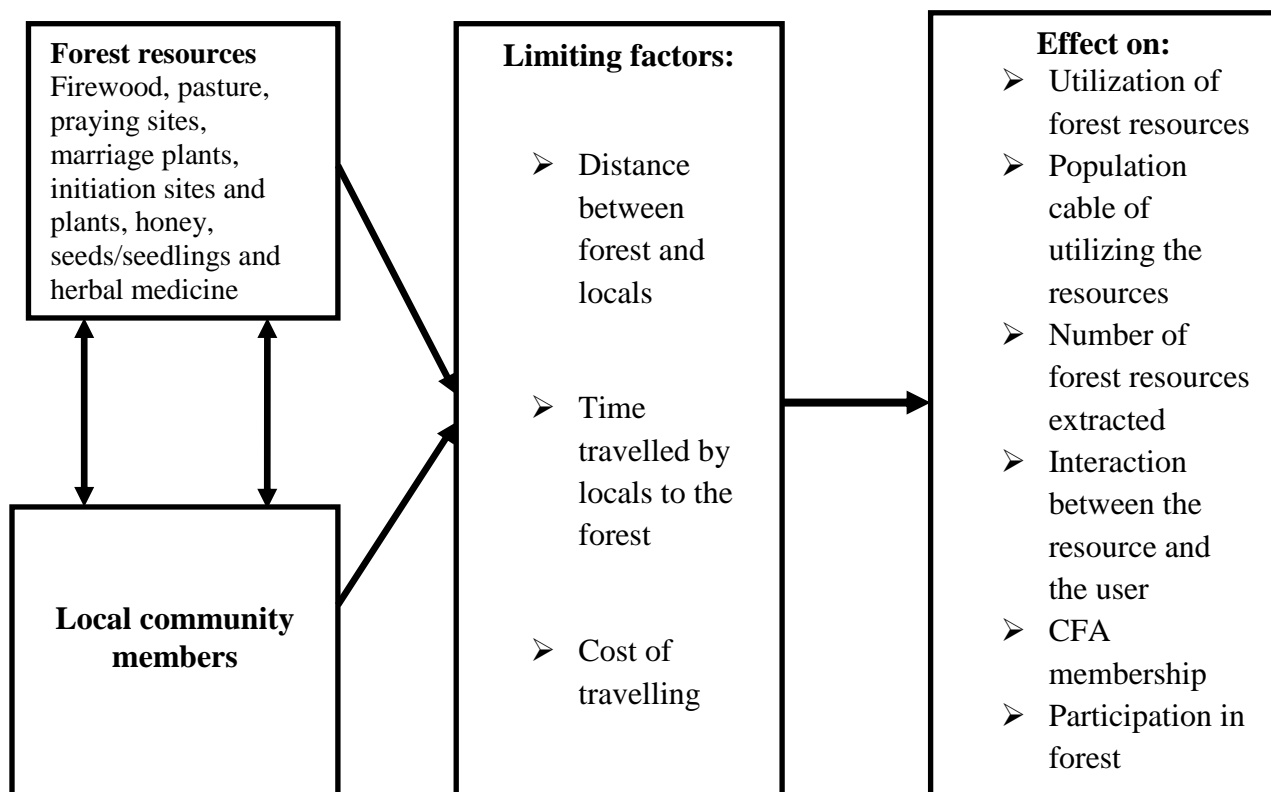 Forest resources
Firewood, pasture,
praying sites,
marriage plants,
initiation sites and
plants, honey,
seeds/seedlings and
herbal medicine
Local community
members
Limiting factors:
➢ Distance
between
forest and
locals
➢ Time
travelled by
locals to the
forest
➢ Cost of
travelling
Effect on:
➢ Utilization of
forest resources
➢ Population
cable of
utilizing the
resources
➢ Number of
forest resources
extracted
➢ Interaction
between the
resource and
the user
➢ CFA
membership
➢ Participation in
forest